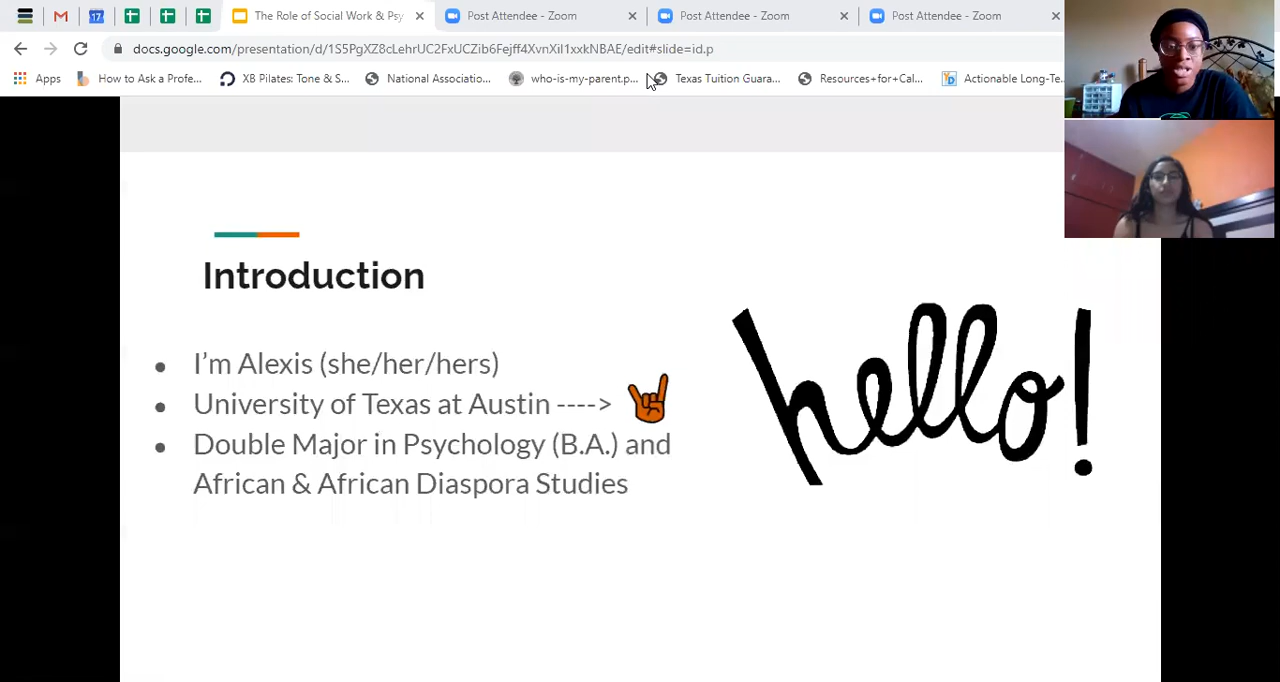 The Role of Social Work & Psy
Post Attendee - Zoom
Post Attendee - Zoom
Post Attendee - Zoom
docs.google.com/presentation/d/1S5PgXZ8cLehrUC2FxUCZib6Fejff4XvnXiI1xxkNBAE/edit#slide=id.p
Apps
How to Ask a Profe...
XB Pilates: Tone & S...
National Associatio...
who-is-my-parent.p...
Texas Tuition Guara...
Resources+for+Cal...
Actionable Long-Te...
17
Introduction
• I'm Alexis (she/her/hers)
• University of Texas at Austin ---->
• Double Major in Psychology (B.A.) and
African & African Diaspora Studies
hello!